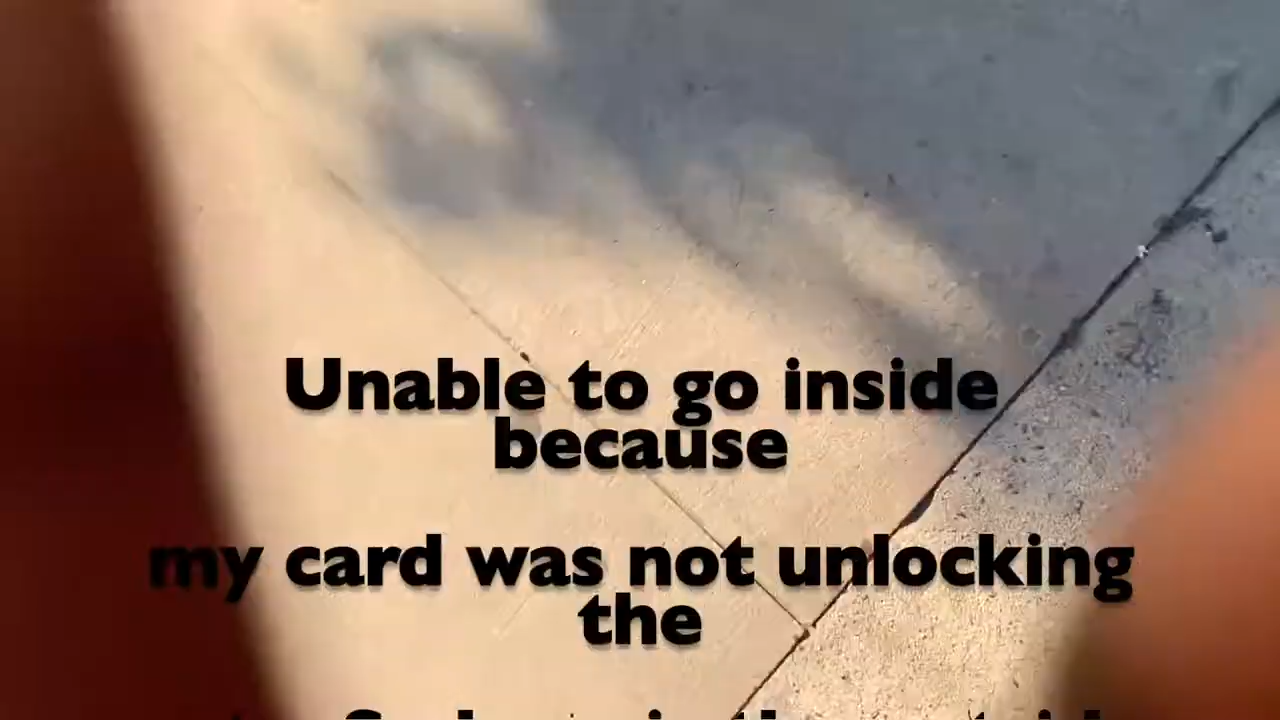 Unable to go inside
because
my card was not unlocking
the